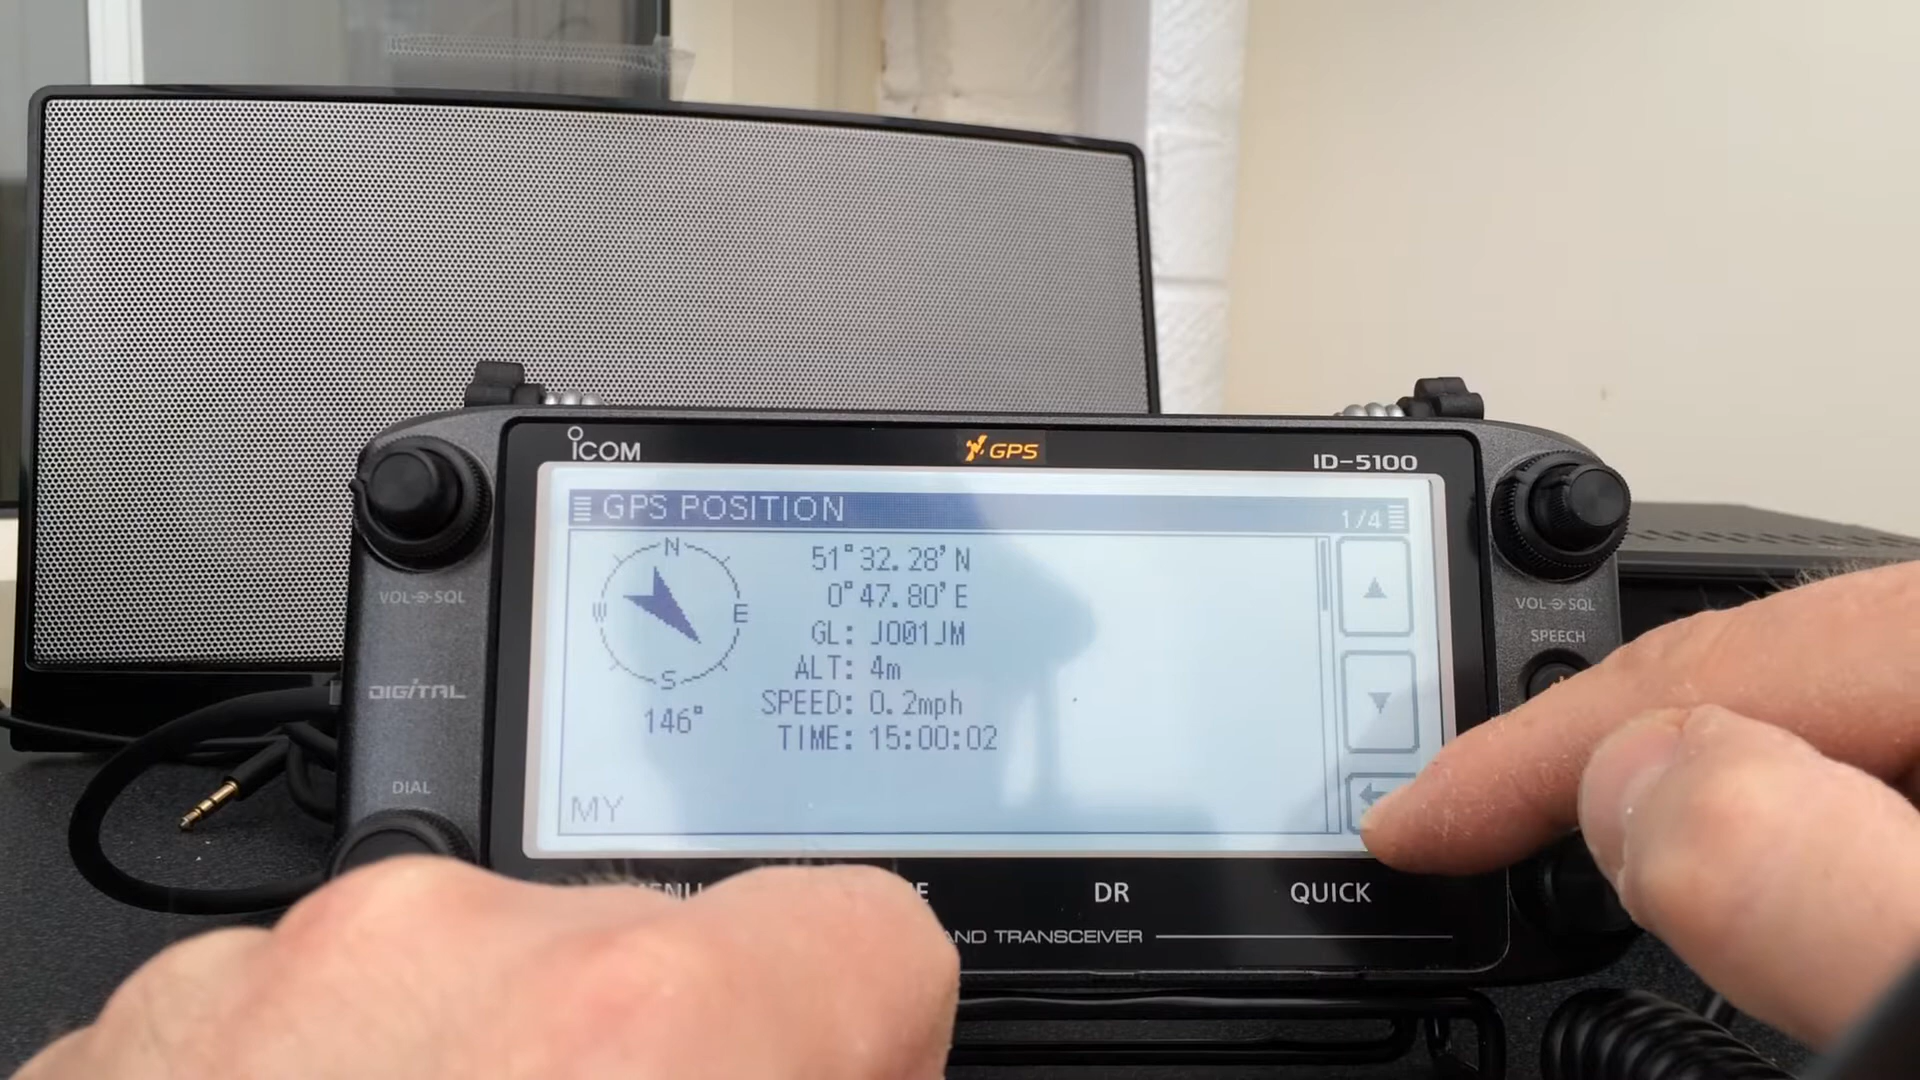 ICOM
GPS
ID-5100
GPS POSITION
1/4
N
W
E
S
146°
51°32.28'N
0°47.80'E
GL: JO01JM
ALT: 4m
SPEED: 0.2mph
TIME: 15:00:02
MY
VOL SQL
DIGITAL
DIAL
VOL SQL
SPEECH
DR
QUICK
TRANSCEIVER